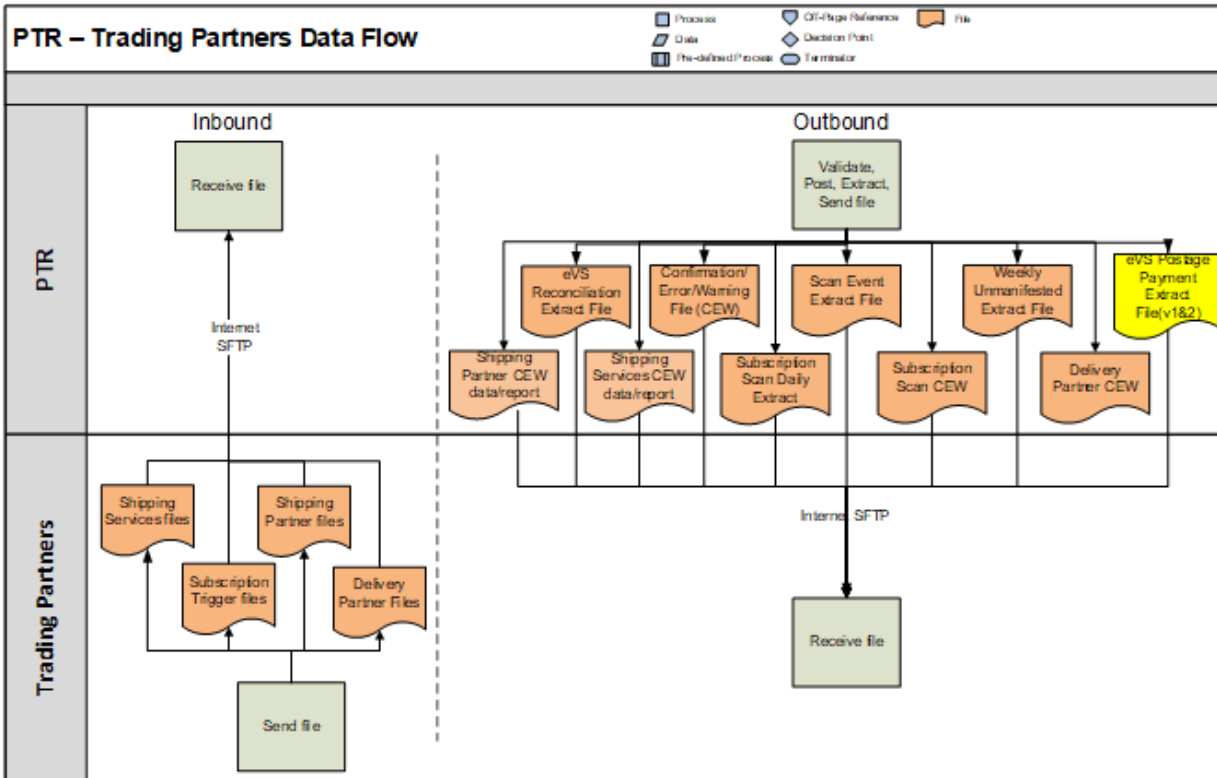 PTR – Trading Partners Data Flow
Process
Data
Pre-defined Process
Off-Page Reference
Decision Point
Terminator
File
PTR
Inbound
Receive file
Internet
SFTP
Outbound
Validate,
Post, Extract,
Send file
eVS
Reconciliation
Extract File
Confirmation/
Error/Warning
File (CEW)
Scan Event
Extract File
Weekly
Unmanifested
Extract File
eVS Postage
Payment
Extract
File(v1&2)
Shipping
Partner CEW
data/report
Shipping
Services CEW
data/report
Subscription
Scan Daily
Extract
Subscription
Scan CEW
Delivery
Partner CEW
Trading Partners
Shipping
Services files
Shipping
Partner files
Subscription
Trigger files
Delivery
Partner Files
Send file
Internet SFTP
Receive file